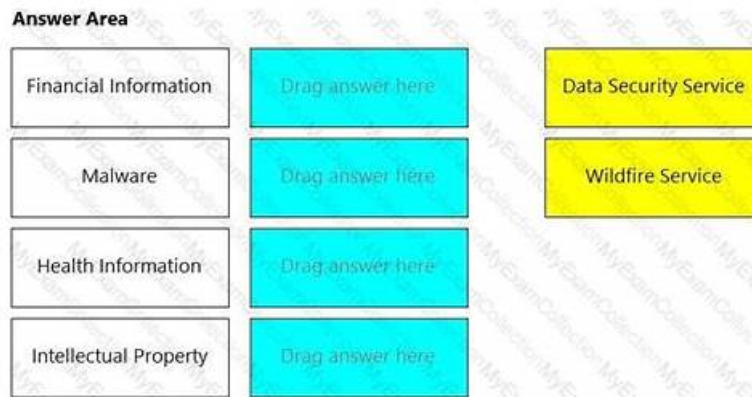 Answer Area
Financial Information Drag answer here Data Security Service
Malware Drag answer here Wildfire Service
Health Information Drag answer here
Intellectual Property Drag answer here
MyExamCollection